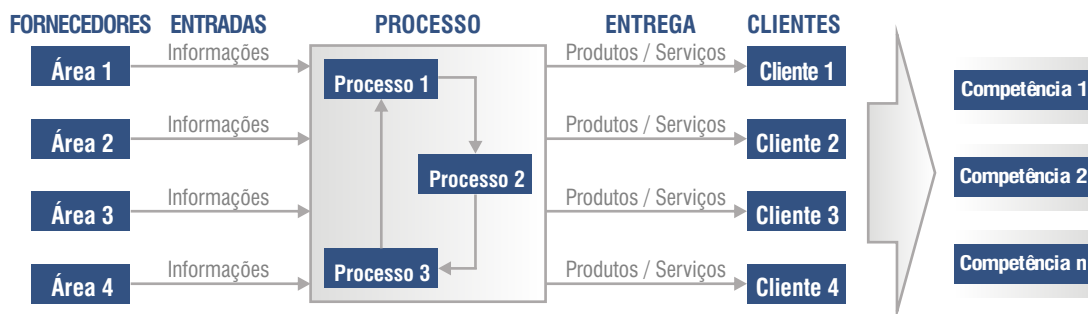 FORNECEDORES ENTRADAS PROCESSO ENTREGA CLIENTES
Área 1 Informações Processo 1 Produtos / Serviços Cliente 1
Competência 1
Área 2 Informações Produtos / Serviços Cliente 2
Processo 2
Competência 2
Área 3 Informações Produtos / Serviços Cliente 3
Área 4 Informações Processo 3 Produtos / Serviços Cliente 4
Competência n